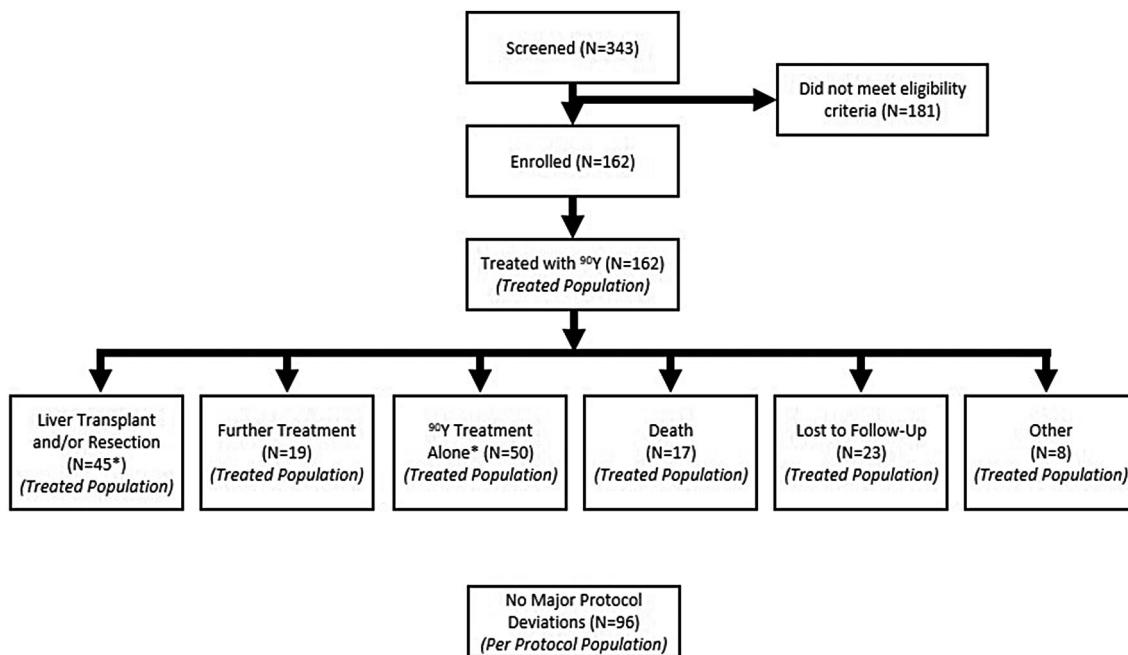 Screened (N=343)
Did not meet eligibility
criteria (N=181)
Enrolled (N=162)
Treated with ⁹⁰Y (N=162)
(Treated Population)
Liver Transplant
and/or Resection
(N=45*)
(Treated Population)
Further Treatment
(N=19)
(Treated Population)
⁹⁰Y Treatment
Alone* (N=50)
(Treated Population)
Death
(N=17)
(Treated Population)
Lost to Follow-Up
(N=23)
(Treated Population)
Other
(N=8)
(Treated Population)
No Major Protocol
Deviations (N=96)
(Per Protocol Population)